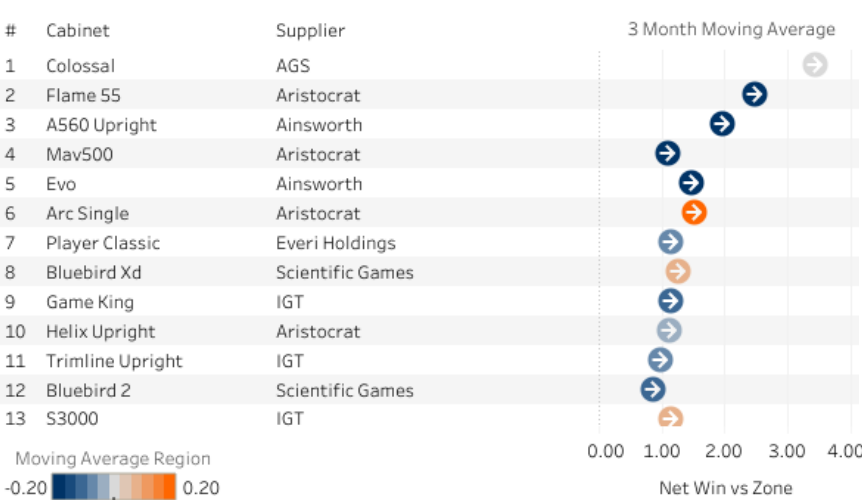 # Cabinet Supplier 3 Month Moving Average
1 Colossal AGS
2 Flame 55 Aristocrat
3 A560 Upright Ainsworth
4 Mav500 Aristocrat
5 Evo Ainsworth
6 Arc Single Aristocrat
7 Player Classic Everi Holdings
8 Bluebird Xd Scientific Games
9 Game King IGT
10 Helix Upright Aristocrat
11 Trimline Upright IGT
12 Bluebird 2 Scientific Games
13 S3000 IGT
0.00 1.00 2.00 3.00 4.00
Moving Average Region
-0.20 0.20
Net Win vs Zone